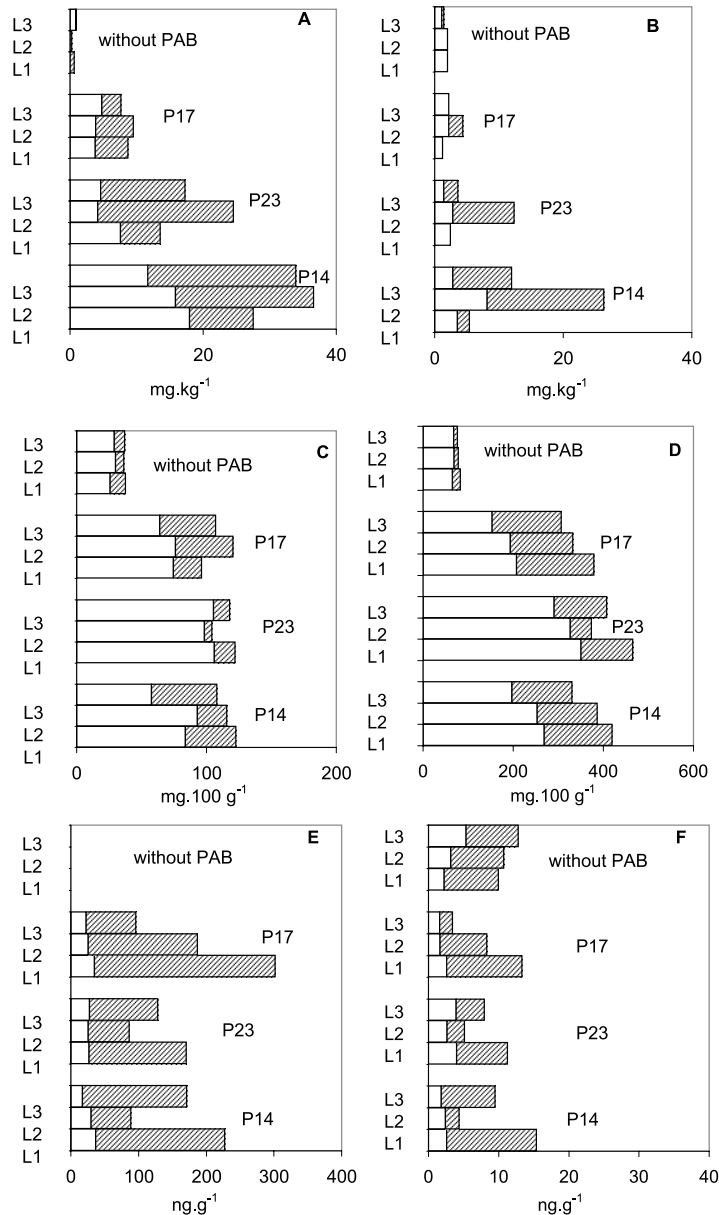 A
L3
L2
L1
without PAB
L3
L2
L1
P17
L3
L2
L1
P23
L3
L2
L1
P14
0 20 40
mg.kg-1
B
L3
L2
L1
without PAB
L3
L2
L1
P17
L3
L2
L1
P23
L3
L2
L1
P14
0 20 40
mg.kg-1
C
L3
L2
L1
without PAB
L3
L2
L1
P17
L3
L2
L1
P23
L3
L2
L1
P14
0 100 200
mg.100 g-1
D
L3
L2
L1
without PAB
L3
L2
L1
P17
L3
L2
L1
P23
L3
L2
L1
P14
0 200 400 600
mg.100 g-1
E
L3
L2
L1
without PAB
L3
L2
L1
P17
L3
L2
L1
P23
L3
L2
L1
P14
0 100 200 300 400
ng.g-1
F
L3
L2
L1
without PAB
L3
L2
L1
P17
L3
L2
L1
P23
L3
L2
L1
P14
0 10 20 30 40
ng.g-1